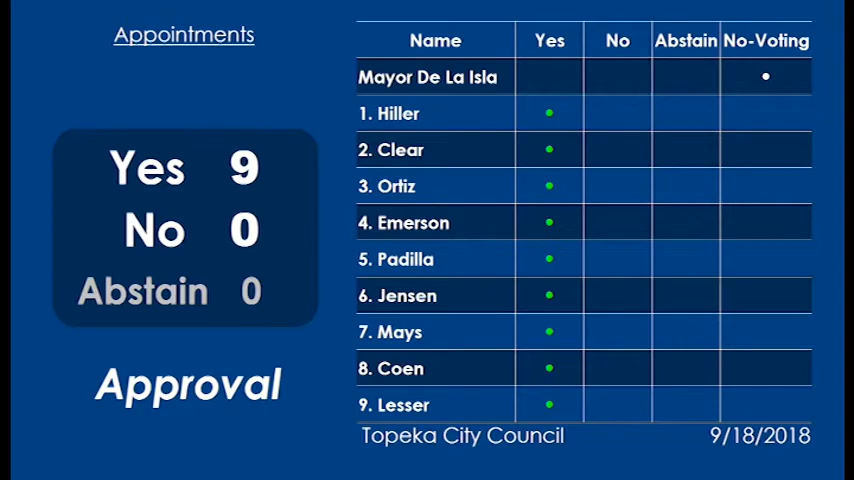 Appointments
Yes 9
No 0
Abstain 0
Approval
Name Yes No Abstain No-Voting
Mayor De La Isla
1. Hiller
2. Clear
3. Ortiz
4. Emerson
5. Padilla
6. Jensen
7. Mays
8. Coen
9. Lesser
Topeka City Council 9/18/2018